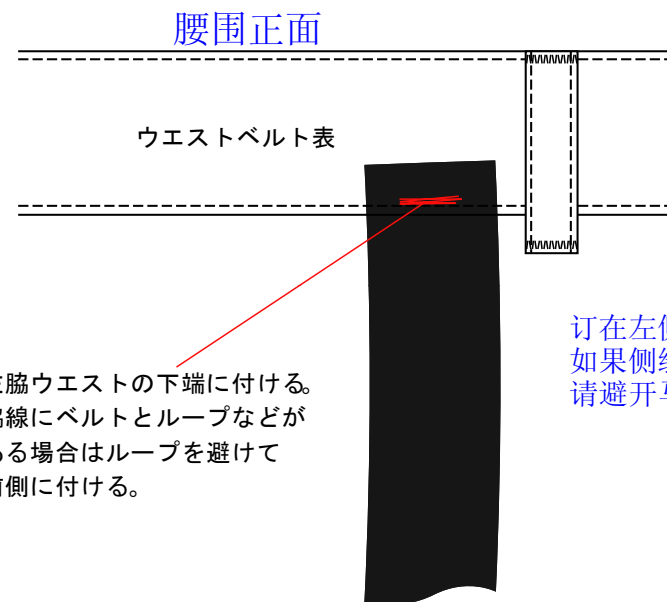 腰围正面
ウエストベルト表
脇ウエストの下端に付ける。
線にベルトとループなどが
る場合はループを避けて
側に付ける。
订在左
如果侧
请避开